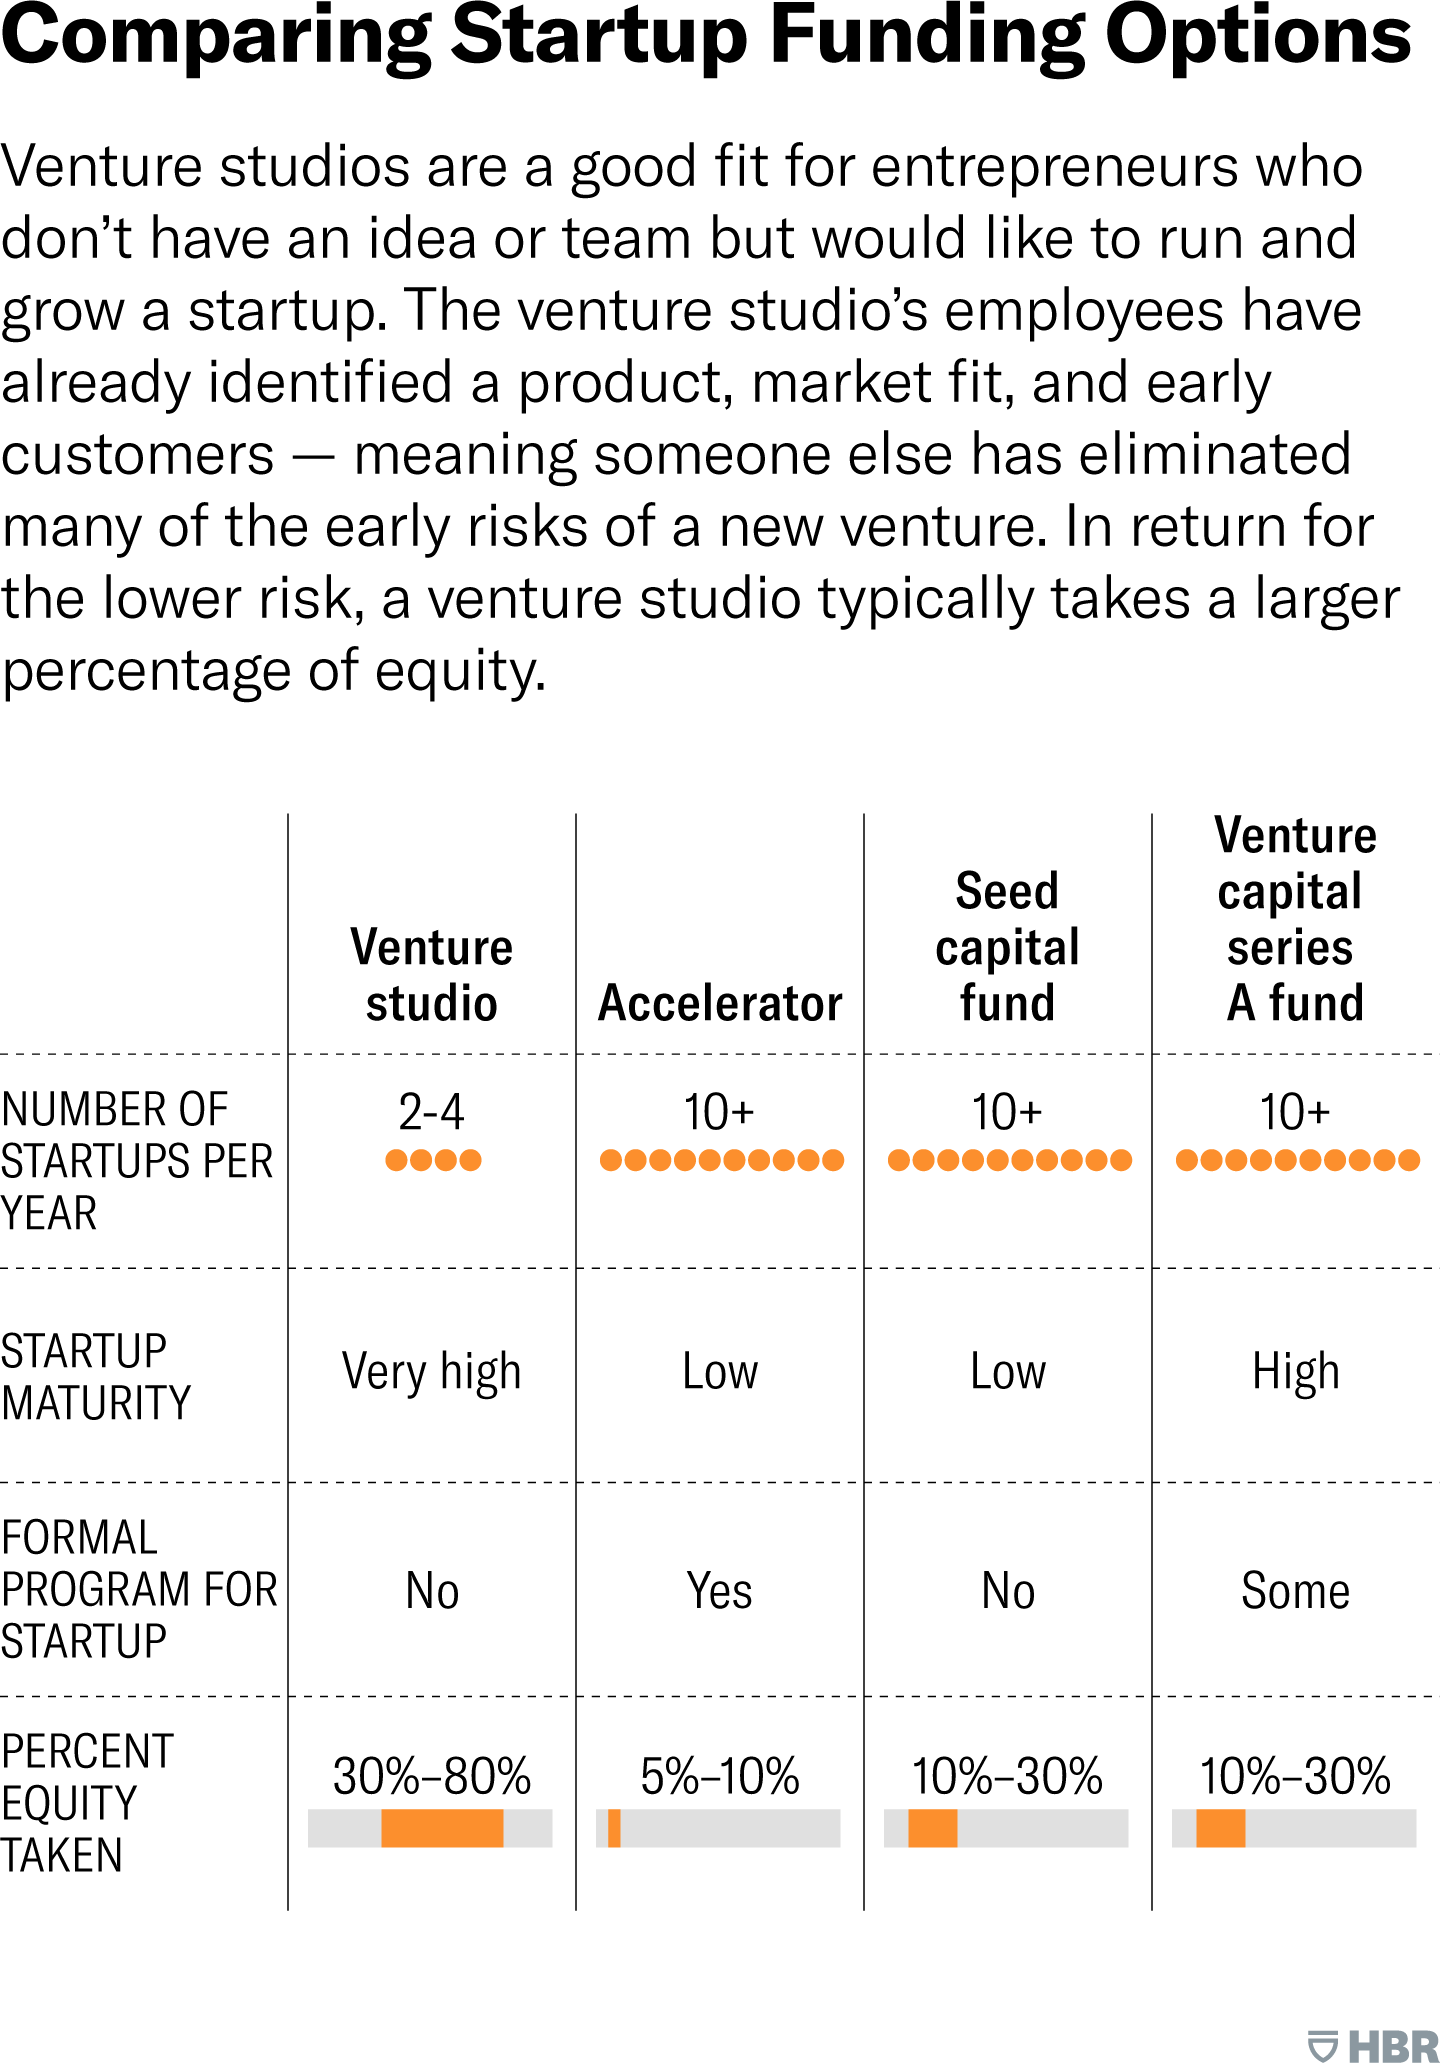 Comparing Startup Funding Options
Venture studios are a good fit for entrepreneurs who
don’t have an idea or team but would like to run and
grow a startup. The venture studio’s employees have
already identified a product, market fit, and early
customers — meaning someone else has eliminated
many of the early risks of a new venture. In return for
the lower risk, a venture studio typically takes a larger
percentage of equity.
Venture
studio
Accelerator
Seed
capital
fund
Venture
capital
series
A fund
NUMBER OF
STARTUPS PER
YEAR
2-4
10+
10+
10+
STARTUP
MATURITY
Very high
Low
Low
High
FORMAL
PROGRAM FOR
STARTUP
No
Yes
No
Some
PERCENT
EQUITY
TAKEN
30%–80%
5%–10%
10%–30%
10%–30%
HBR